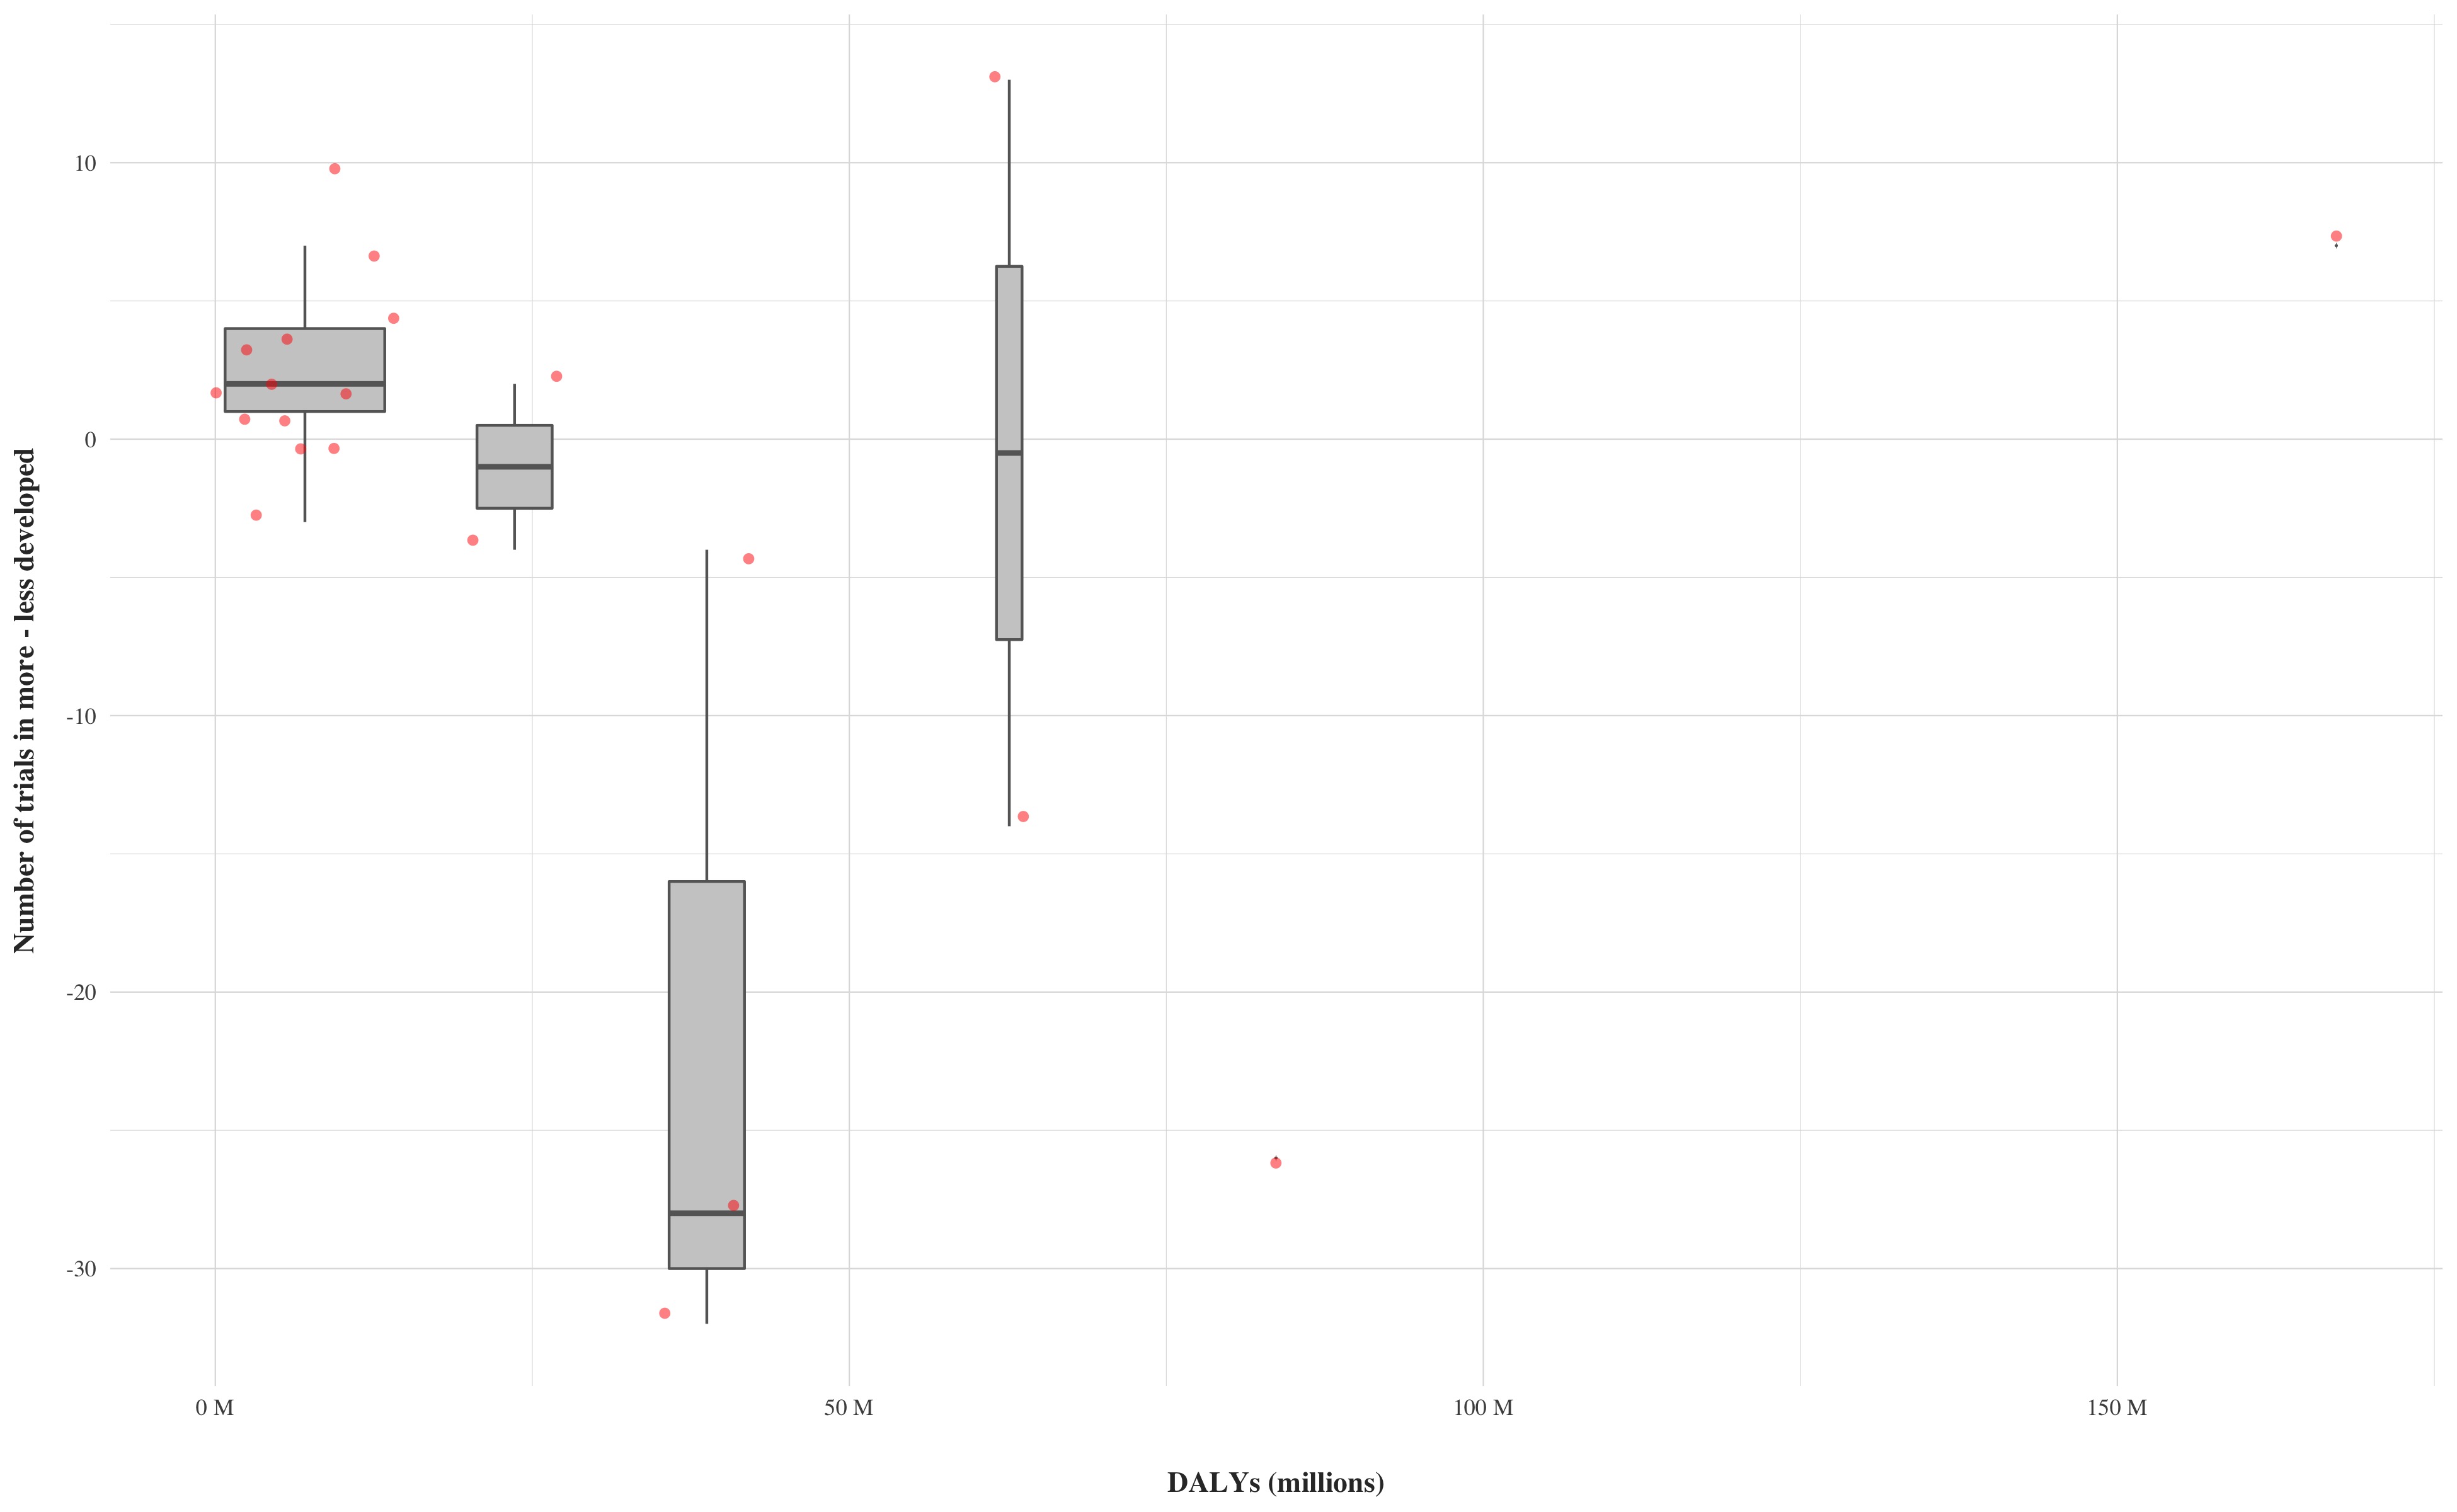 Number of trials in more - less developed
10
0
-10
-20
-30
0 M
50 M
100 M
150 M
DALYs (millions)